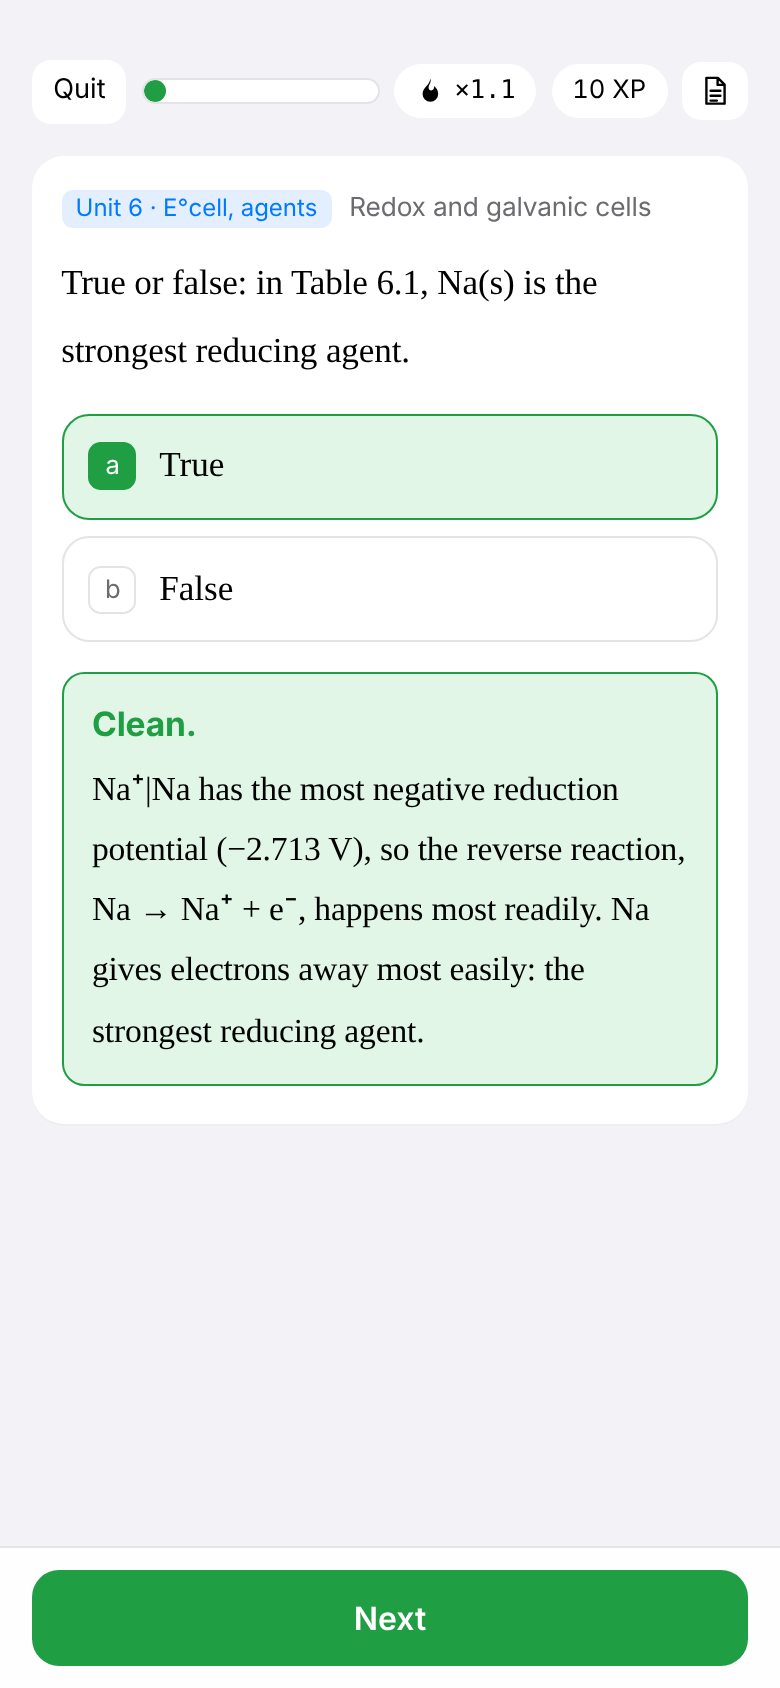 Quit
×1.1
10 XP
Unit 6 · E°cell, agents
Redox and galvanic cells
True or false: in Table 6.1, Na(s) is the
strongest reducing agent.
a True
b False
Clean.
Na⁺|Na has the most negative reduction
potential (−2.713 V), so the reverse reaction,
Na → Na⁺ + e⁻, happens most readily. Na
gives electrons away most easily: the
strongest reducing agent.
Next